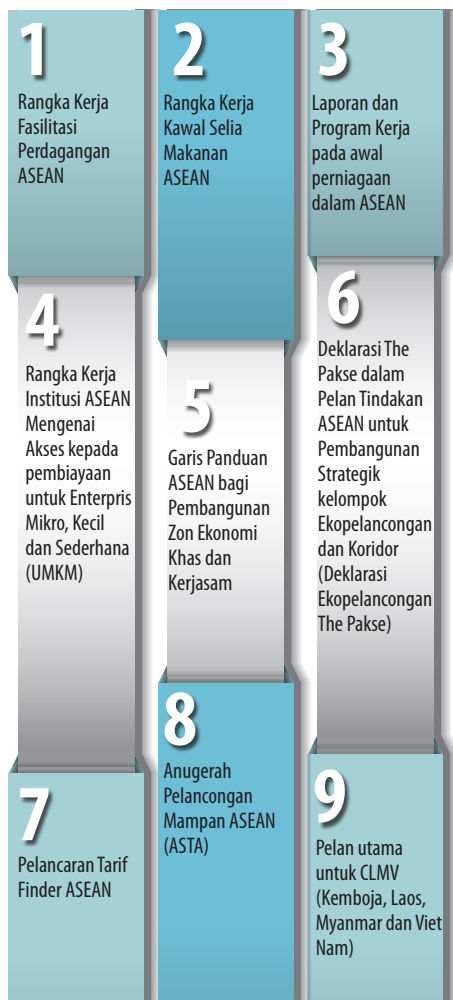 1
Rangka Kerja
Fasilitasi
Perdagangan
ASEAN
2
Rangka Kerja
Kawal Selia
Makanan
ASEAN
3
Laporan dan
Program Kerja
pada awal
perniagaan
dalam ASEAN
4
Rangka Kerja
Institusi ASEAN
Mengenai
Akses kepada
pembiayaan
untuk Enterpris
Mikro, Kecil
dan Sederhana
(UMKM)
5
Garis Panduan
ASEAN bagi
Pembangunan
Zon Ekonomi
Khas dan
Kerjasam
6
Deklarasi The
Pakse dalam
Pelan Tindakan
ASEAN untuk
Pembangunan
Strategik
kelompok
Ekopelancongan
dan Koridor
(Deklarasi
Ekopelancongan
The Pakse)
7
Pelancaran Tarif
Finder ASEAN
8
Anugerah
Pelancongan
Mampan ASEAN
(ASTA)
9
Pelan utama
untuk CLMV
(Kemboja, Laos,
Myanmar dan Viet
Nam)